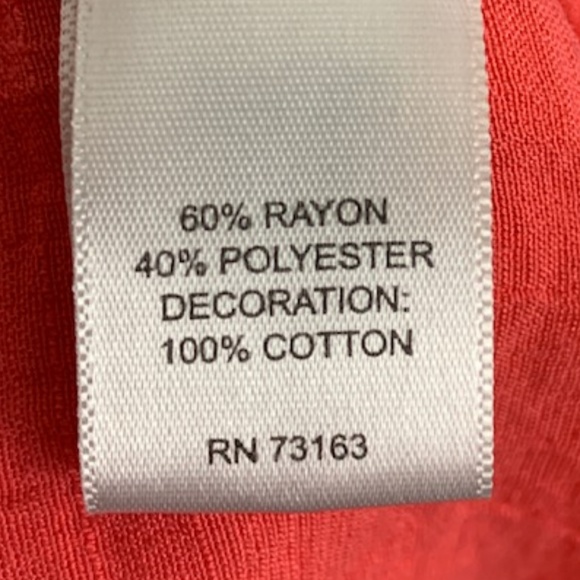 60% RAYON
40% POLYESTER
DECORATION:
100% COTTON
RN 73163